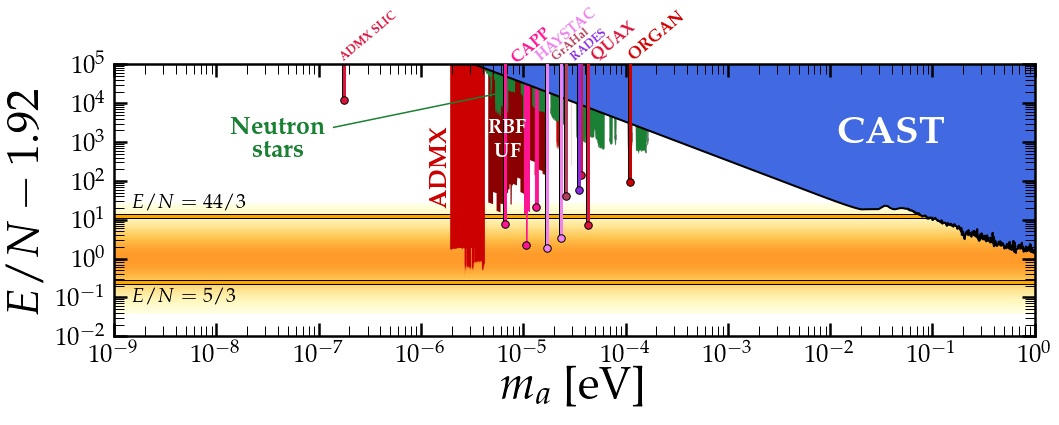 ADMX SLIC
CAPP
HAYSTAC
GrAHal
RADES
QUAX
ORGAN
10^5
10^4
10^3
10^2
10^1
10^0
10^−1
10^−2
E/N − 1.92
Neutron
stars
ADMX
RBF
UF
CAST
E/N = 44/3
E/N = 5/3
10^−9
10^−8
10^−7
10^−6
10^−5
10^−4
10^−3
10^−2
10^−1
10^0
m_a [eV]